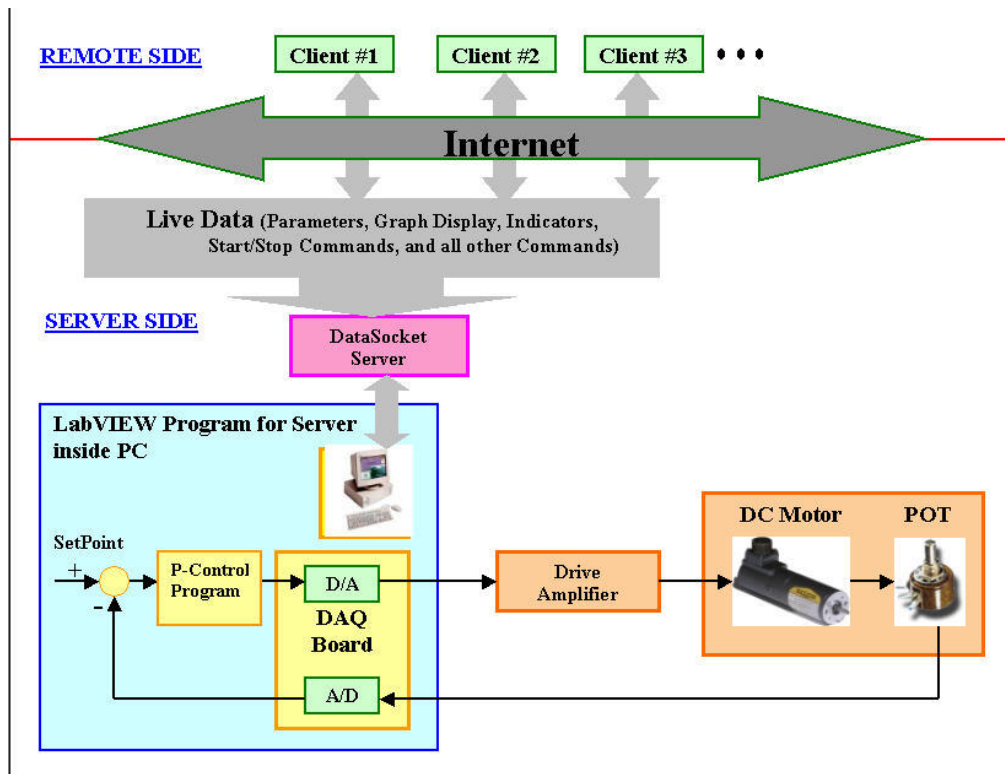 REMOTE SIDE
Client #1
Client #2
Client #3
• • •
Internet
Live Data (Parameters, Graph Display, Indicators,
Start/Stop Commands, and all other Commands)
SERVER SIDE
DataSocket
Server
LabVIEW Program for Server
inside PC
SetPoint
+
-
P-Control
Program
D/A
DAQ
Board
A/D
Drive
Amplifier
DC Motor
POT